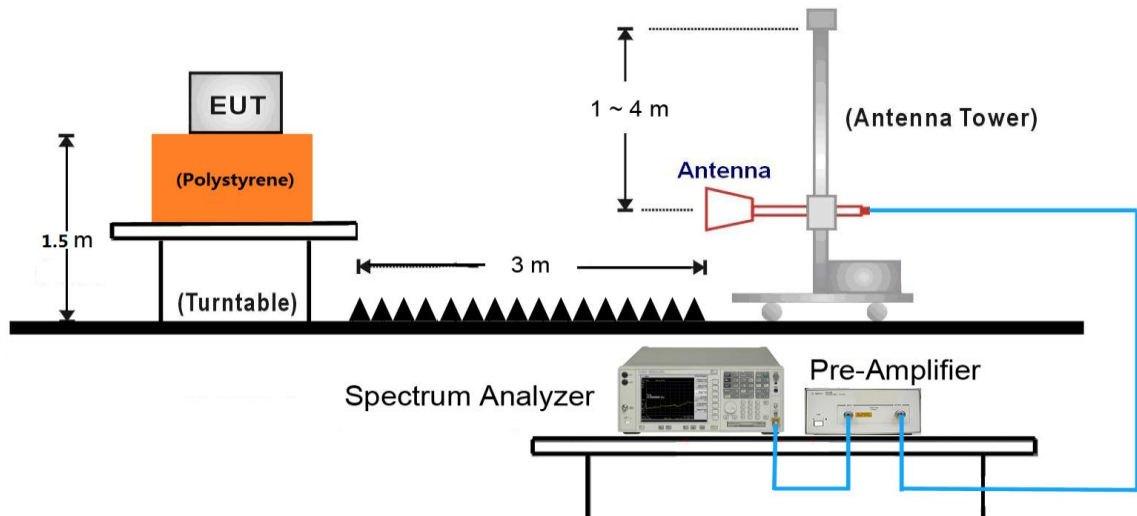 EUT
(Polystyrene)
1.5 m
(Turntable)
3 m
1 ~ 4 m
Antenna
(Antenna Tower)
Spectrum Analyzer
Pre-Amplifier